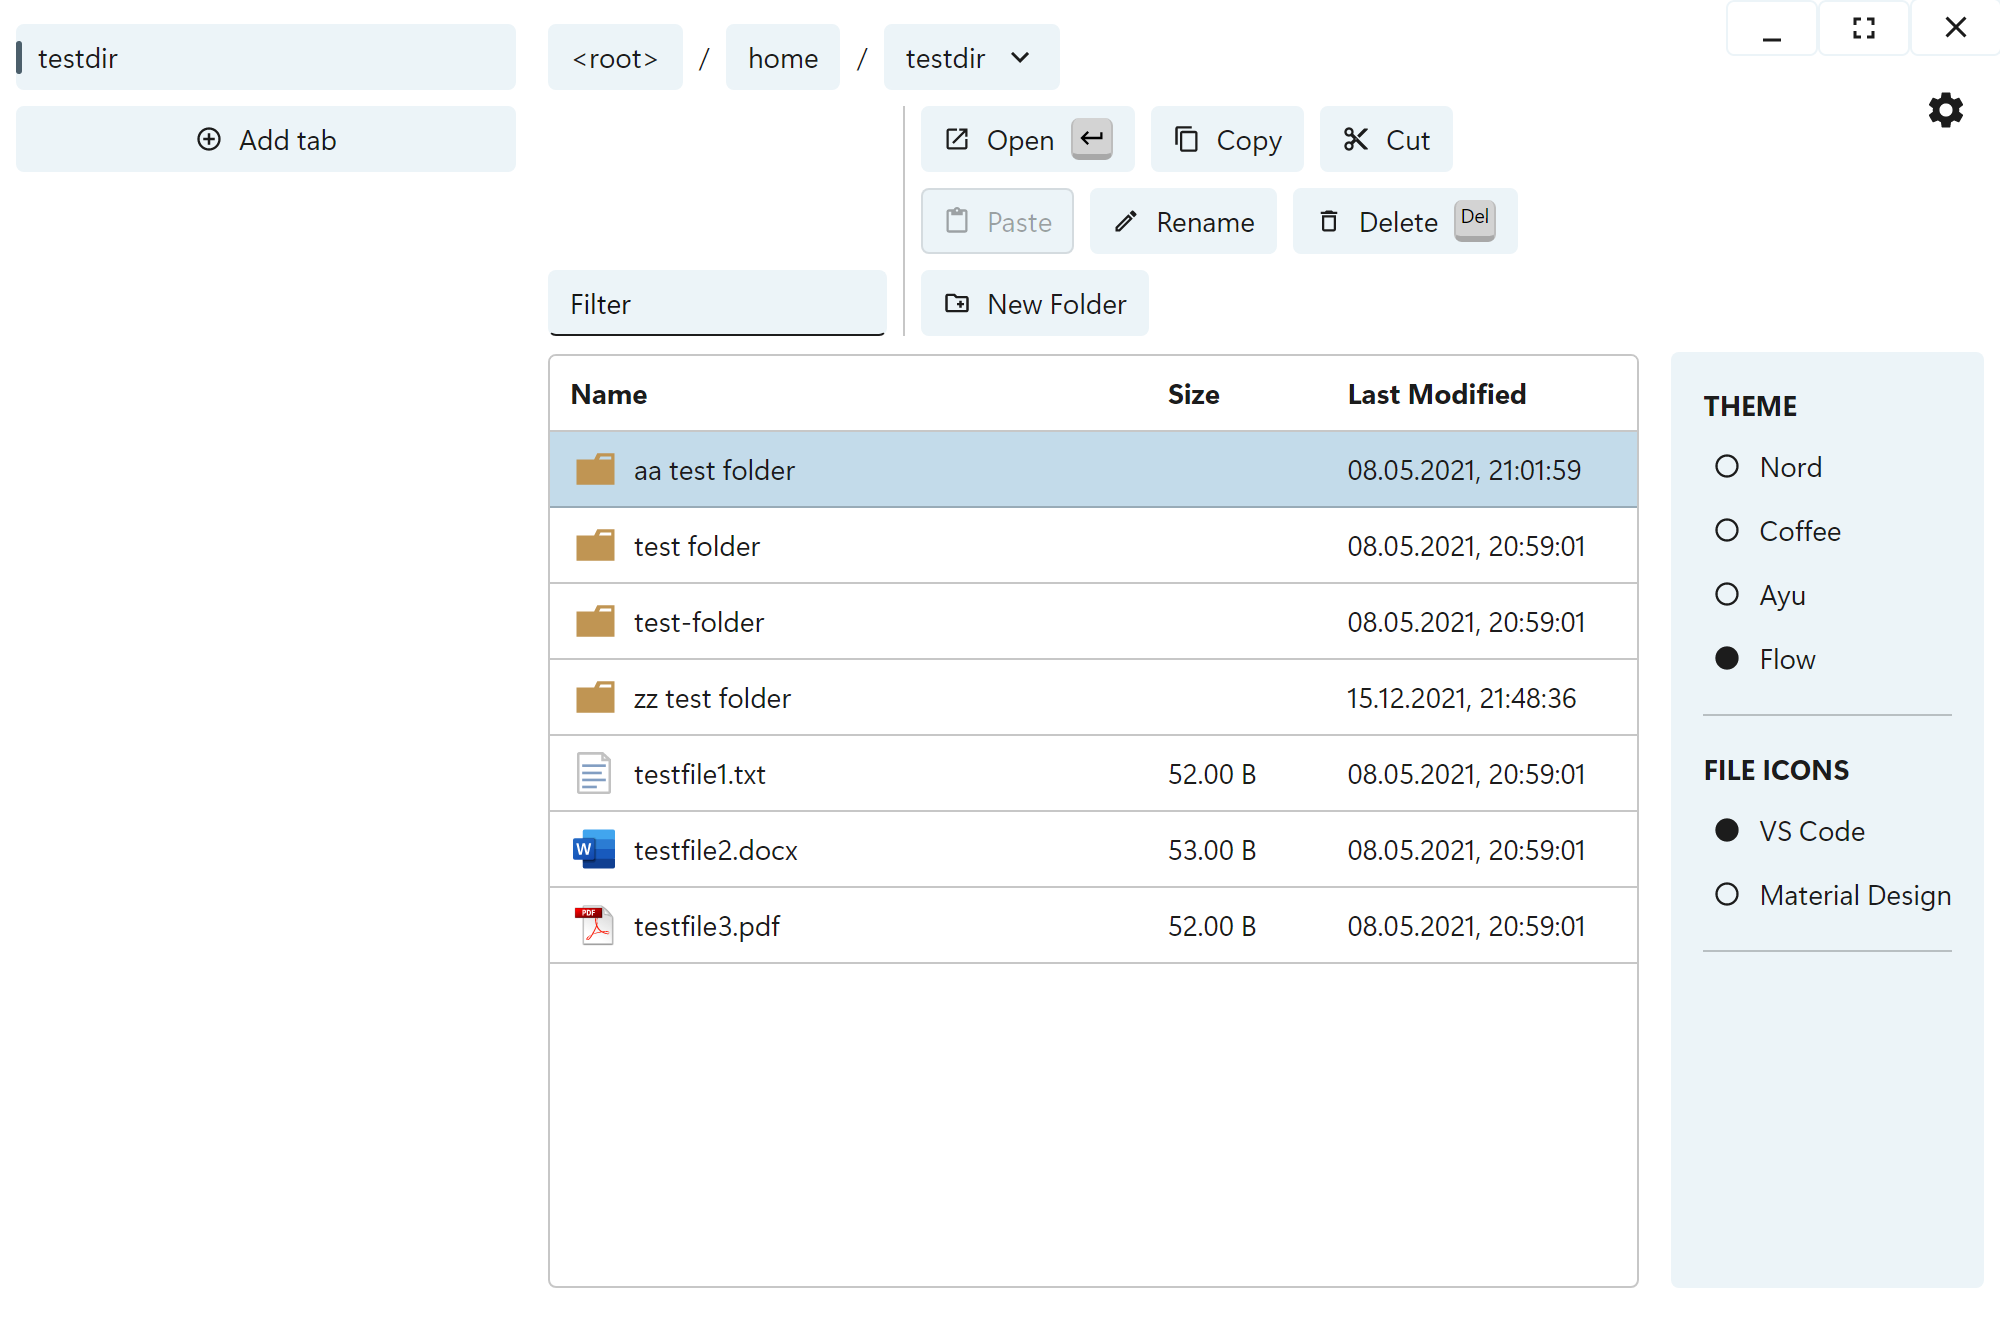 testdir
Add tab
<root> / home / testdir
Open Copy Cut
Paste Rename Delete Del
Filter
New Folder
Name Size Last Modified
aa test folder 08.05.2021, 21:01:59
test folder 08.05.2021, 20:59:01
test-folder 08.05.2021, 20:59:01
zz test folder 15.12.2021, 21:48:36
testfile1.txt 52.00 B 08.05.2021, 20:59:01
W testfile2.docx 53.00 B 08.05.2021, 20:59:01
PDF testfile3.pdf 52.00 B 08.05.2021, 20:59:01
THEME
Nord
Coffee
Ayu
Flow
FILE ICONS
VS Code
Material Design